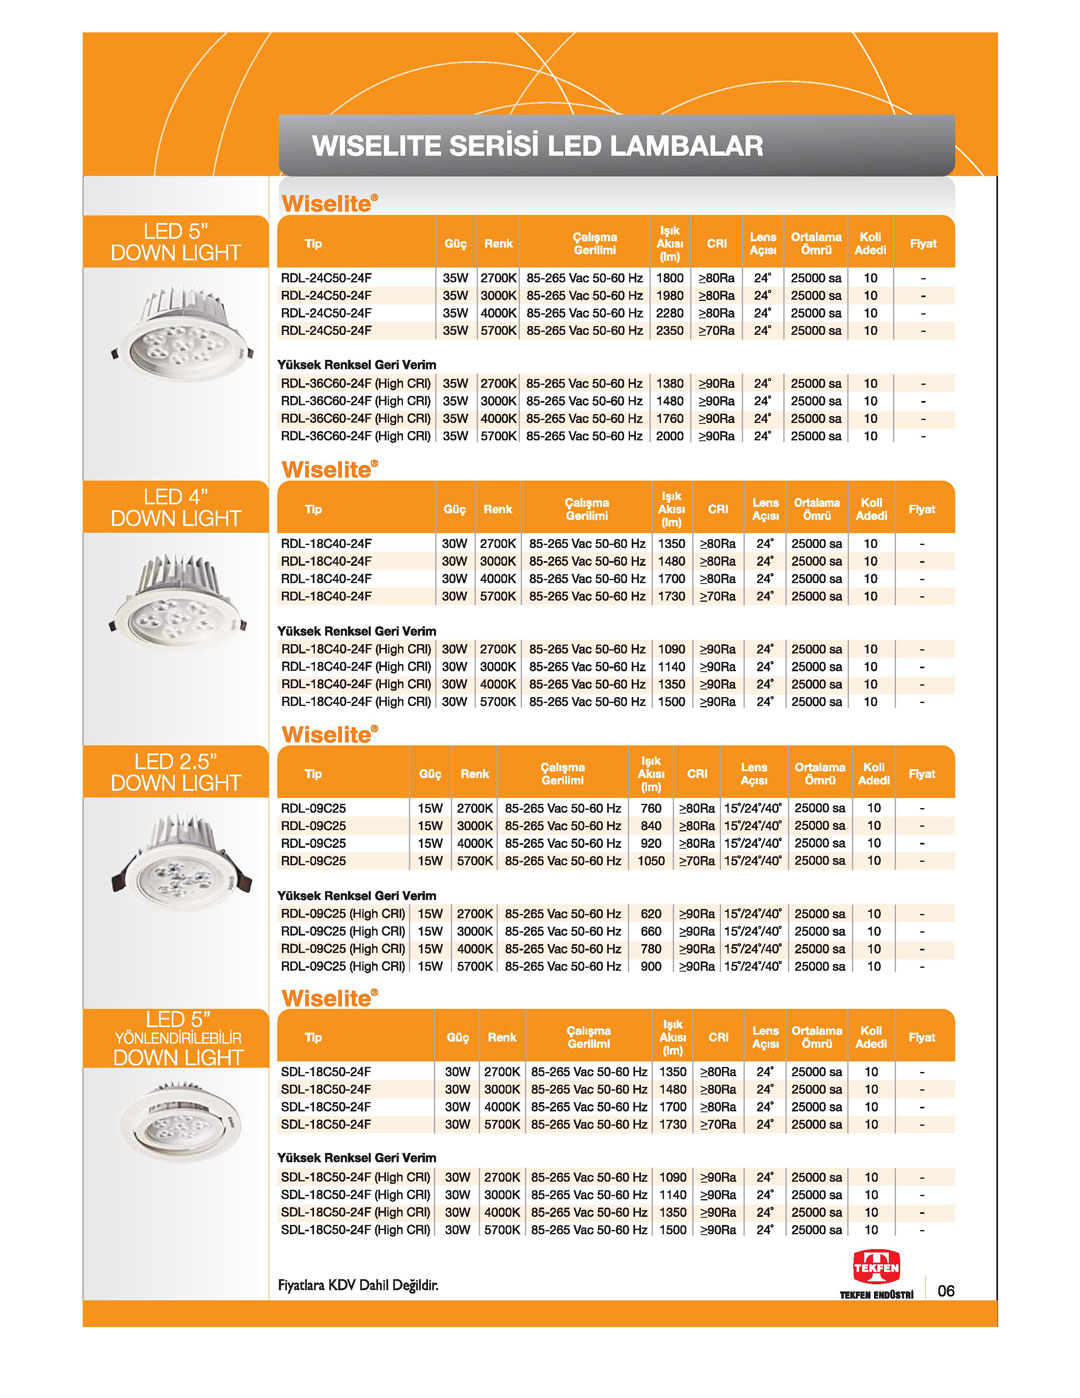 WISELITE SERİSİ LED LAMBALAR
Wiselite®
LED 5”
DOWN LIGHT
Tip Güç Renk Çalışma Gerilimi Işık Akısı (lm) CRI Lens Açısı Ortalama Ömrü Koli Adedi Fiyat
RDL-24C50-24F 35W 2700K 85-265 Vac 50-60 Hz 1800 ≥80Ra 24° 25000 sa 10 -
RDL-24C50-24F 35W 3000K 85-265 Vac 50-60 Hz 1980 ≥80Ra 24° 25000 sa 10 -
RDL-24C50-24F 35W 4000K 85-265 Vac 50-60 Hz 2280 ≥80Ra 24° 25000 sa 10 -
RDL-24C50-24F 35W 5700K 85-265 Vac 50-60 Hz 2350 ≥70Ra 24° 25000 sa 10 -
Yüksek Renksel Geri Verim
RDL-36C60-24F (High CRI) 35W 2700K 85-265 Vac 50-60 Hz 1380 ≥90Ra 24° 25000 sa 10 -
RDL-36C60-24F (High CRI) 35W 3000K 85-265 Vac 50-60 Hz 1480 ≥90Ra 24° 25000 sa 10 -
RDL-36C60-24F (High CRI) 35W 4000K 85-265 Vac 50-60 Hz 1760 ≥90Ra 24° 25000 sa 10 -
RDL-36C60-24F (High CRI) 35W 5700K 85-265 Vac 50-60 Hz 2000 ≥90Ra 24° 25000 sa 10 -
Wiselite®
LED 4”
DOWN LIGHT
Tip Güç Renk Çalışma Gerilimi Işık Akısı (lm) CRI Lens Açısı Ortalama Ömrü Koli Adedi Fiyat
RDL-18C40-24F 30W 2700K 85-265 Vac 50-60 Hz 1350 ≥80Ra 24° 25000 sa 10 -
RDL-18C40-24F 30W 3000K 85-265 Vac 50-60 Hz 1480 ≥80Ra 24° 25000 sa 10 -
RDL-18C40-24F 30W 4000K 85-265 Vac 50-60 Hz 1700 ≥80Ra 24° 25000 sa 10 -
RDL-18C40-24F 30W 5700K 85-265 Vac 50-60 Hz 1730 ≥70Ra 24° 25000 sa 10 -
Yüksek Renksel Geri Verim
RDL-18C40-24F (High CRI) 30W 2700K 85-265 Vac 50-60 Hz 1090 ≥90Ra 24° 25000 sa 10 -
RDL-18C40-24F (High CRI) 30W 3000K 85-265 Vac 50-60 Hz 1140 ≥90Ra 24° 25000 sa 10 -
RDL-18C40-24F (High CRI) 30W 4000K 85-265 Vac 50-60 Hz 1350 ≥90Ra 24° 25000 sa 10 -
RDL-18C40-24F (High CRI) 30W 5700K 85-265 Vac 50-60 Hz 1500 ≥90Ra 24° 25000 sa 10 -
Wiselite®
LED 2.5”
DOWN LIGHT
Tip Güç Renk Çalışma Gerilimi Işık Akısı (lm) CRI Lens Açısı Ortalama Ömrü Koli Adedi Fiyat
RDL-09C25 15W 2700K 85-265 Vac 50-60 Hz 760 ≥80Ra 15°/24°/40° 25000 sa 10 -
RDL-09C25 15W 3000K 85-265 Vac 50-60 Hz 840 ≥80Ra 15°/24°/40° 25000 sa 10 -
RDL-09C25 15W 4000K 85-265 Vac 50-60 Hz 920 ≥80Ra 15°/24°/40° 25000 sa 10 -
RDL-09C25 15W 5700K 85-265 Vac 50-60 Hz 1050 ≥70Ra 15°/24°/40° 25000 sa 10 -
Yüksek Renksel Geri Verim
RDL-09C25 (High CRI) 15W 2700K 85-265 Vac 50-60 Hz 620 ≥90Ra 15°/24°/40° 25000 sa 10 -
RDL-09C25 (High CRI) 15W 3000K 85-265 Vac 50-60 Hz 660 ≥90Ra 15°/24°/40° 25000 sa 10 -
RDL-09C25 (High CRI) 15W 4000K 85-265 Vac 50-60 Hz 780 ≥90Ra 15°/24°/40° 25000 sa 10 -
RDL-09C25 (High CRI) 15W 5700K 85-265 Vac 50-60 Hz 900 ≥90Ra 15°/24°/40° 25000 sa 10 -
Wiselite®
LED 5”
YÖNLENDİRİLEBİLİR
DOWN LIGHT
Tip Güç Renk Çalışma Gerilimi Işık Akısı (lm) CRI Lens Açısı Ortalama Ömrü Koli Adedi Fiyat
SDL-18C50-24F 30W 2700K 85-265 Vac 50-60 Hz 1350 ≥80Ra 24° 25000 sa 10 -
SDL-18C50-24F 30W 3000K 85-265 Vac 50-60 Hz 1480 ≥80Ra 24° 25000 sa 10 -
SDL-18C50-24F 30W 4000K 85-265 Vac 50-60 Hz 1700 ≥80Ra 24° 25000 sa 10 -
SDL-18C50-24F 30W 5700K 85-265 Vac 50-60 Hz 1730 ≥70Ra 24° 25000 sa 10 -
Yüksek Renksel Geri Verim
SDL-18C50-24F (High CRI) 30W 2700K 85-265 Vac 50-60 Hz 1090 ≥90Ra 24° 25000 sa 10 -
SDL-18C50-24F (High CRI) 30W 3000K 85-265 Vac 50-60 Hz 1140 ≥90Ra 24° 25000 sa 10 -
SDL-18C50-24F (High CRI) 30W 4000K 85-265 Vac 50-60 Hz 1350 ≥90Ra 24° 25000 sa 10 -
SDL-18C50-24F (High CRI) 30W 5700K 85-265 Vac 50-60 Hz 1500 ≥90Ra 24° 25000 sa 10 -
Fiyatlara KDV Dahil Değildir.
TEKFEN
TEKFEN ENDÜSTRİ
06